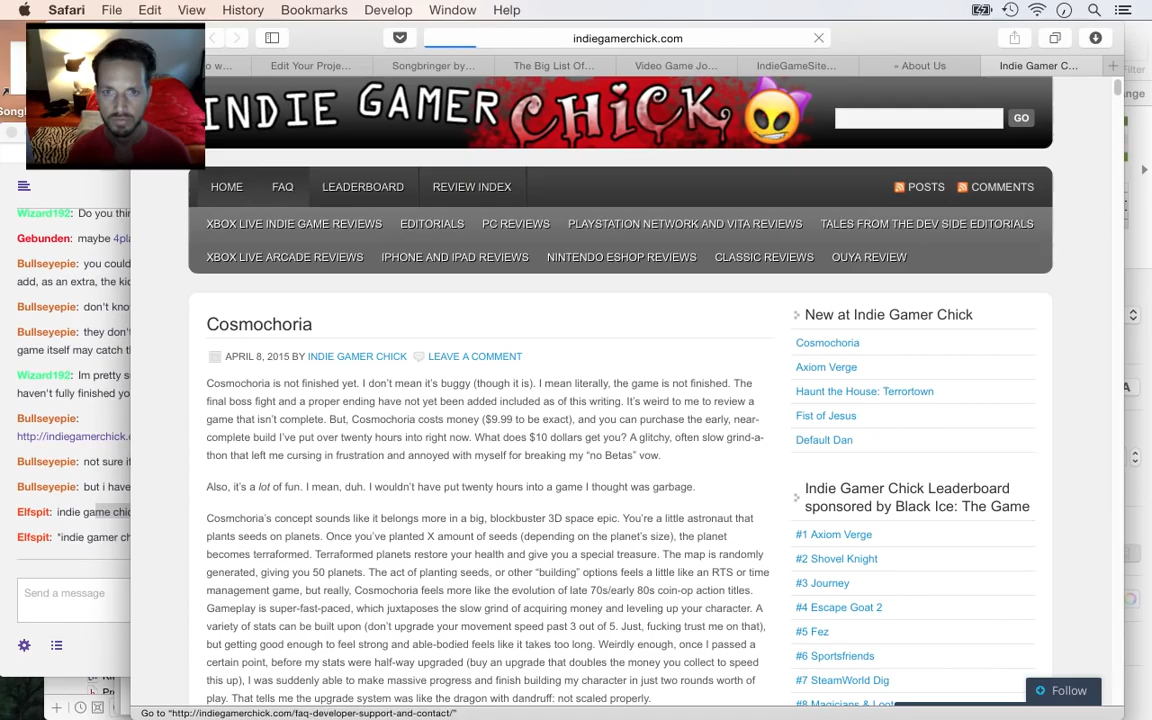 Safari File Edit View History Bookmarks Develop Window Help
indiegamerchick.com
o w... Edit Your Proje... Songbringer by... The Big List Of... Video Game Jo... IndieGameSite... » About Us Indie Gamer C... Filter
INDIE GAMER CHICK
GO
HOME FAQ LEADERBOARD REVIEW INDEX POSTS COMMENTS
XBOX LIVE INDIE GAME REVIEWS EDITORIALS PC REVIEWS PLAYSTATION NETWORK AND VITA REVIEWS TALES FROM THE DEV SIDE EDITORIALS
XBOX LIVE ARCADE REVIEWS IPHONE AND IPAD REVIEWS NINTENDO ESHOP REVIEWS CLASSIC REVIEWS OUYA REVIEW
Wizard192: Do you thin
Gebunden: maybe 4pla
Bullseyepie: you could
add, as an extra, the kic
Bullseyepie: don't kno
Bullseyepie: they don'
game itself may catch th
Wizard192: Im pretty s
haven't fully finished yo
Bullseyepie:
http://indiegamerchick.c
Bullseyepie: not sure if
Bullseyepie: but i have
Elfspit: indie game chic
Elfspit: *indie gamer ch
Send a message
Cosmochoria
APRIL 8, 2015 BY INDIE GAMER CHICK LEAVE A COMMENT
Cosmochoria is not finished yet. I don't mean it's buggy (though it is). I mean literally, the game is not finished. The
final boss fight and a proper ending have not yet been added included as of this writing. It's weird to me to review a
game that isn't complete. But, Cosmochoria costs money ($9.99 to be exact), and you can purchase the early, near-
complete build I've put over twenty hours into right now. What does $10 dollars get you? A glitchy, often slow grind-a-
thon that left me cursing in frustration and annoyed with myself for breaking my “no Betas” vow.
Also, it's a lot of fun. I mean, duh. I wouldn't have put twenty hours into a game I thought was garbage.
Cosmchoria's concept sounds like it belongs more in a big, blockbuster 3D space epic. You're a little astronaut that
plants seeds on planets. Once you've planted X amount of seeds (depending on the planet's size), the planet
becomes terraformed. Terraformed planets restore your health and give you a special treasure. The map is randomly
generated, giving you 50 planets. The act of planting seeds, or other “building” options feels a little like an RTS or time
management game, but really, Cosmochoria feels more like the evolution of late 70s/early 80s coin-op action titles.
Gameplay is super-fast-paced, which juxtaposes the slow grind of acquiring money and leveling up your character. A
variety of stats can be built upon (don't upgrade your movement speed past 3 out of 5. Just, fucking trust me on that),
but getting good enough to feel strong and able-bodied feels like it takes too long. Weirdly enough, once I passed a
certain point, before my stats were half-way upgraded (buy an upgrade that doubles the money you collect to speed
this up), I was suddenly able to make massive progress and finish building my character in just two rounds worth of
play. That tells me the upgrade system was like the dragon with dandruff: not scaled properly.
New at Indie Gamer Chick
Cosmochoria
Axiom Verge
Haunt the House: Terrortown
Fist of Jesus
Default Dan
Indie Gamer Chick Leaderboard
sponsored by Black Ice: The Game
#1 Axiom Verge
#2 Shovel Knight
#3 Journey
#4 Escape Goat 2
#5 Fez
#6 Sportsfriends
#7 SteamWorld Dig
#8 Magicians & Loot
Follow
Go to “http://indiegamerchick.com/faq-developer-support-and-contact/”